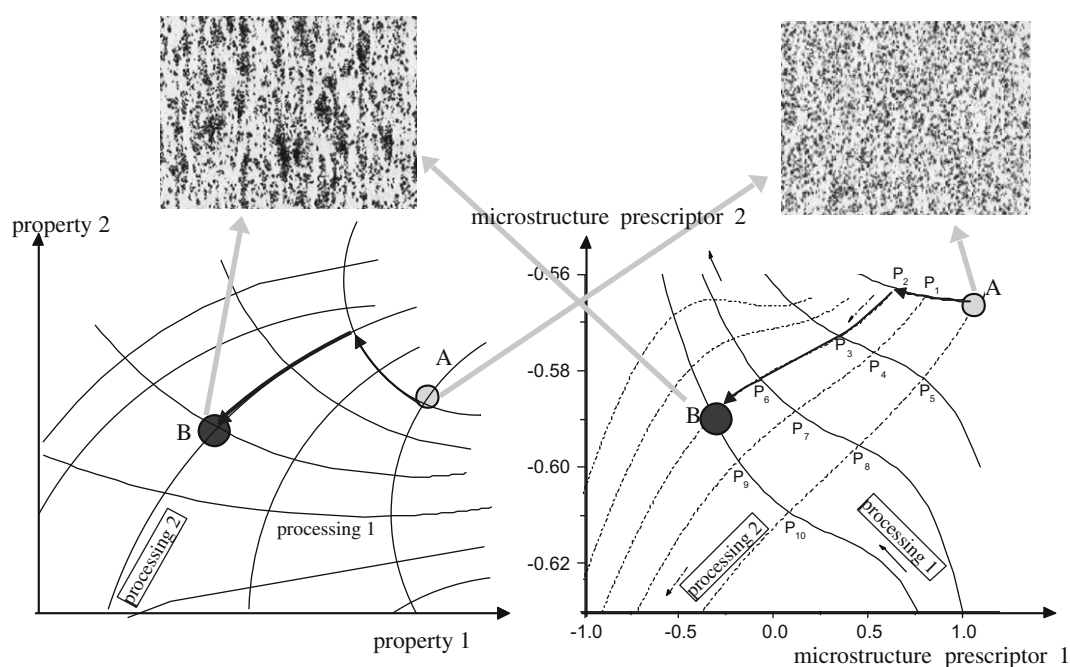 property 2
microstructure prescriptor 2
A
B
processing 1
processing 2
property 1
-0.56
-0.58
-0.60
-0.62
P2
P1
A
P3
P4
P5
P6
B
P7
P8
P9
P10
processing 1
processing 2
-1.0 -0.5 0.0 0.5 1.0
microstructure prescriptor 1